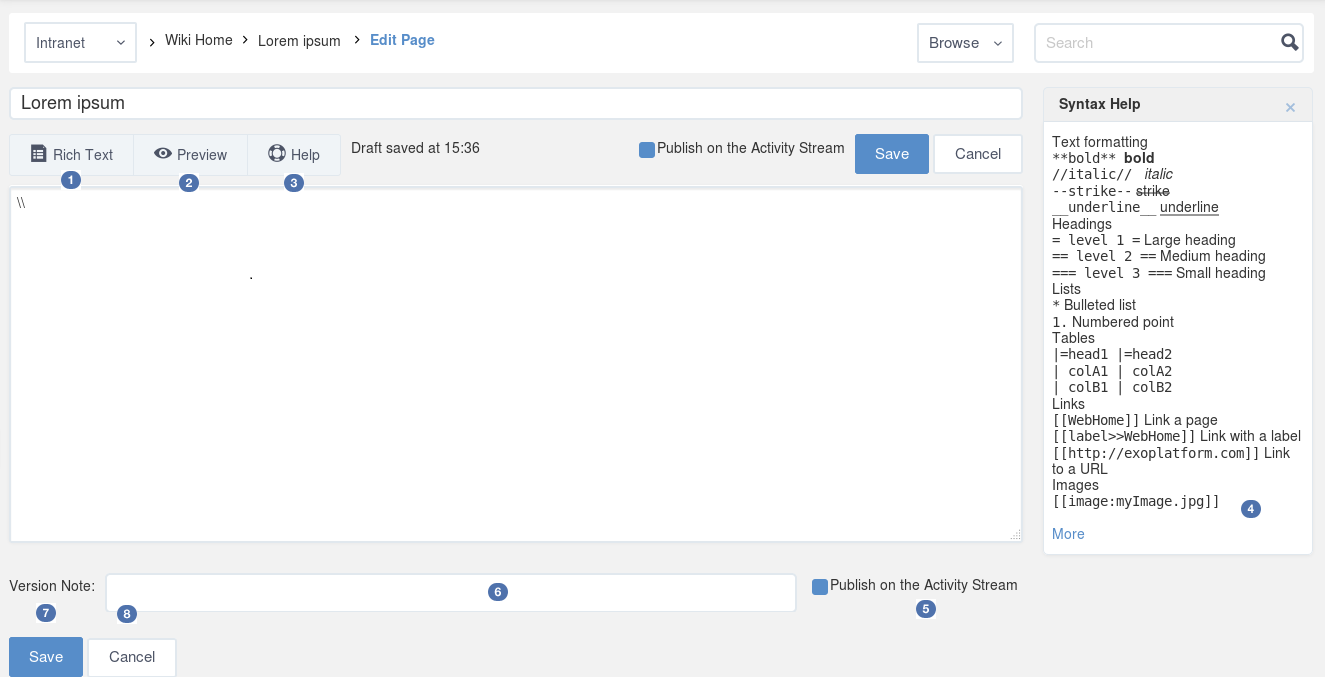 Intranet › Wiki Home › Lorem ipsum › Edit Page Browse Search
Lorem ipsum
Rich Text Preview Help Draft saved at 15:36 Publish on the Activity Stream Save Cancel
1 2 3
\\
.
Syntax Help ×
Text formatting
**bold** bold
//italic// italic
--strike-- strike
__underline__ underline
Headings
= level 1 = Large heading
== level 2 == Medium heading
=== level 3 === Small heading
Lists
* Bulleted list
1. Numbered point
Tables
|=head1 |=head2
| colA1 | colA2
| colB1 | colB2
Links
[[WebHome]] Link a page
[[label>>WebHome]] Link with a label
[[http://exoplatform.com]] Link
to a URL
Images
[[image:myImage.jpg]]
4
More
Version Note: 6 Publish on the Activity Stream
7 8 5
Save Cancel